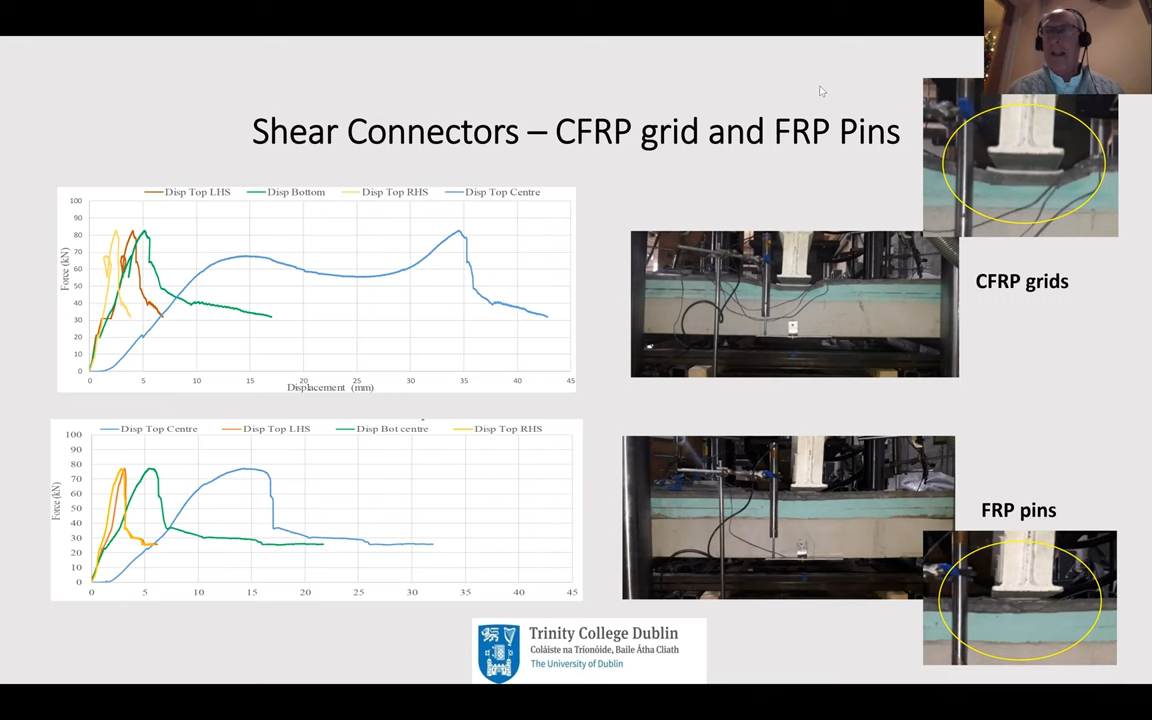 Shear Connectors – CFRP grid and FRP Pins
Disp Top LHS Disp Bottom Disp Top RHS Disp Top Centre
100
90
80
70
60
50
40
30
20
10
0
Force (kN)
0 5 10 15 20 25 30 35 40 45
Displacement (mm)
CFRP grids
Disp Top Centre Disp Top LHS Disp Bot centre Disp Top RHS
100
90
80
70
60
50
40
30
20
10
0
Force (kN)
0 5 10 15 20 25 30 35 40 45
FRP pins
Trinity College Dublin
Coláiste na Tríonóide, Baile Átha Cliath
The University of Dublin